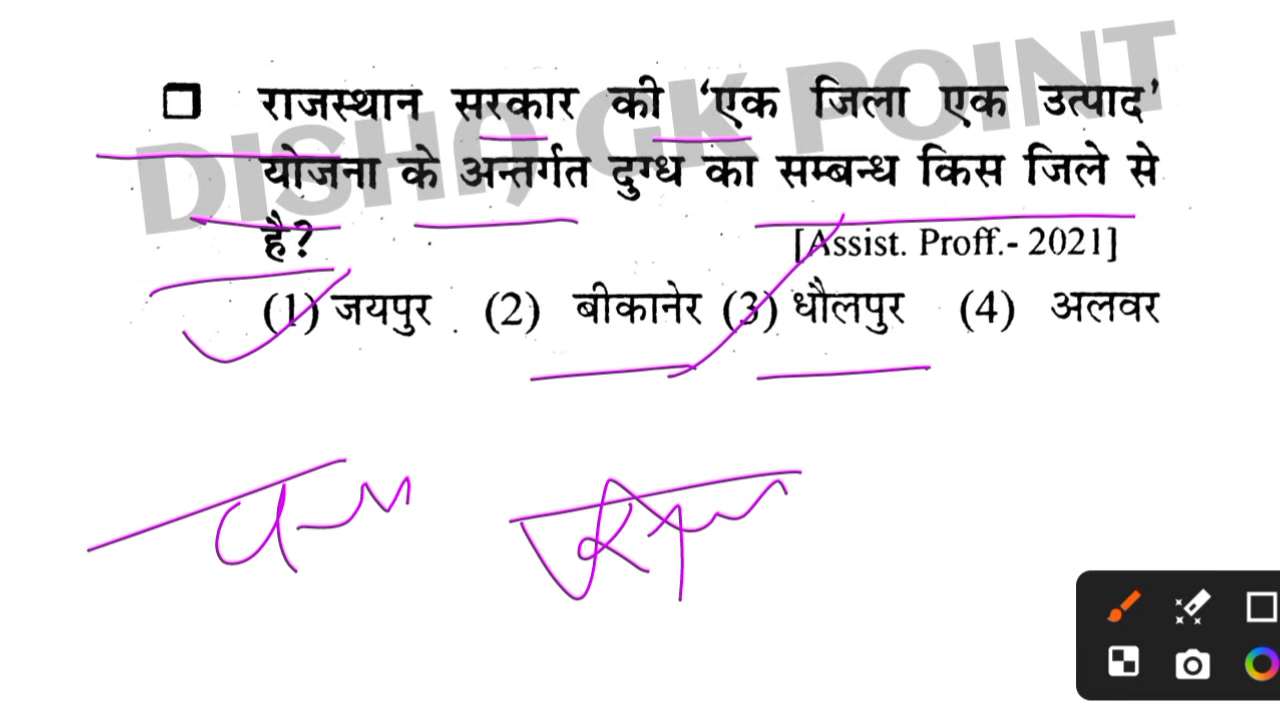 DISHA GK POINT
राजस्थान सरकार की ‘एक जिला एक उत्पाद’
योजना के अन्तर्गत दुग्ध का सम्बन्ध किस जिले से
है? [Assist. Proff.- 2021]
(1) जयपुर (2) बीकानेर (3) धौलपुर (4) अलवर